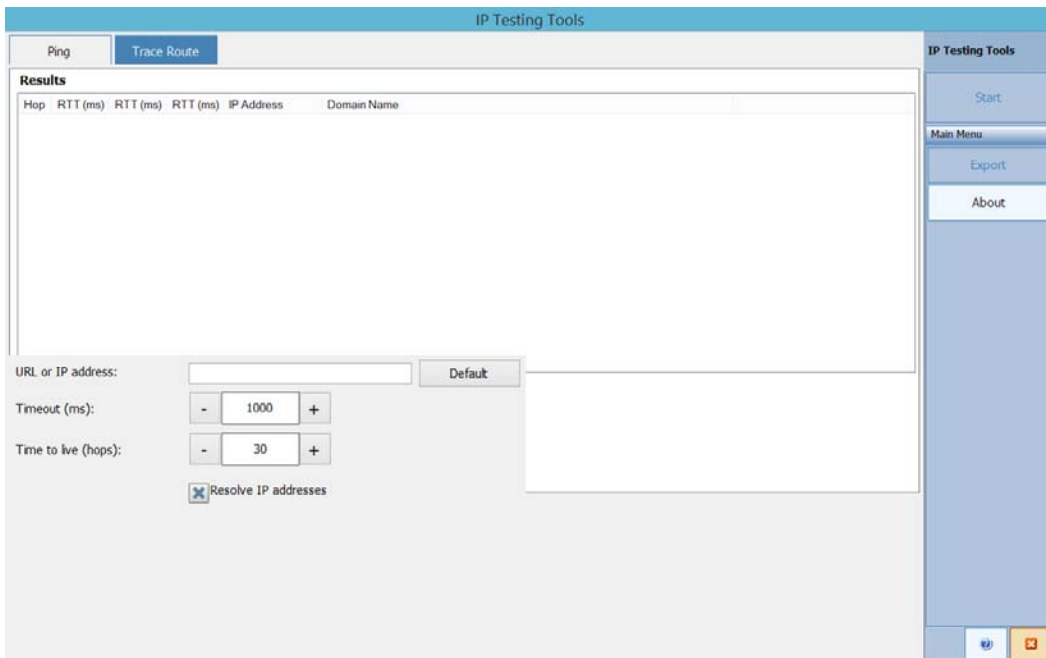 IP Testing Tools
Ping
Trace Route
Results
Hop RTT (ms) RTT (ms) RTT (ms) IP Address Domain Name
URL or IP address:
Default
Timeout (ms):
- 1000 +
Time to live (hops):
- 30 +
Resolve IP addresses
IP Testing Tools
Start
Main Menu
Export
About